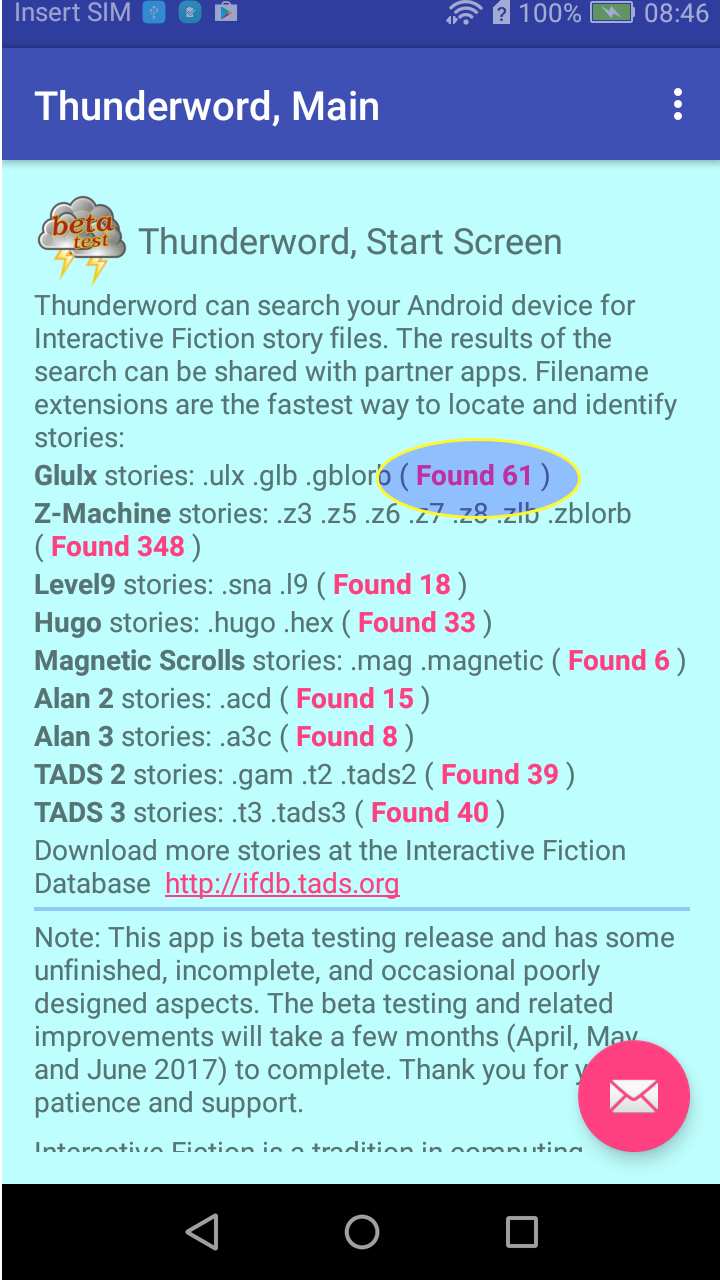 Insert SIM ? 100% 08:46
Thunderword, Main
beta
test
Thunderword, Start Screen
Thunderword can search your Android device for
Interactive Fiction story files. The results of the
search can be shared with partner apps. Filename
extensions are the fastest way to locate and identify
stories:
Glulx stories: .ulx .glb .gblorb ( Found 61 )
Z-Machine stories: .z3 .z5 .z6 .z7 .z8 .zlb .zblorb
( Found 348 )
Level9 stories: .sna .l9 ( Found 18 )
Hugo stories: .hugo .hex ( Found 33 )
Magnetic Scrolls stories: .mag .magnetic ( Found 6 )
Alan 2 stories: .acd ( Found 15 )
Alan 3 stories: .a3c ( Found 8 )
TADS 2 stories: .gam .t2 .tads2 ( Found 39 )
TADS 3 stories: .t3 .tads3 ( Found 40 )
Download more stories at the Interactive Fiction
Database http://ifdb.tads.org
Note: This app is beta testing release and has some
unfinished, incomplete, and occasional poorly
designed aspects. The beta testing and related
improvements will take a few months (April, May
and June 2017) to complete. Thank you for
patience and support.
Interactive Fiction is a tradition in computing